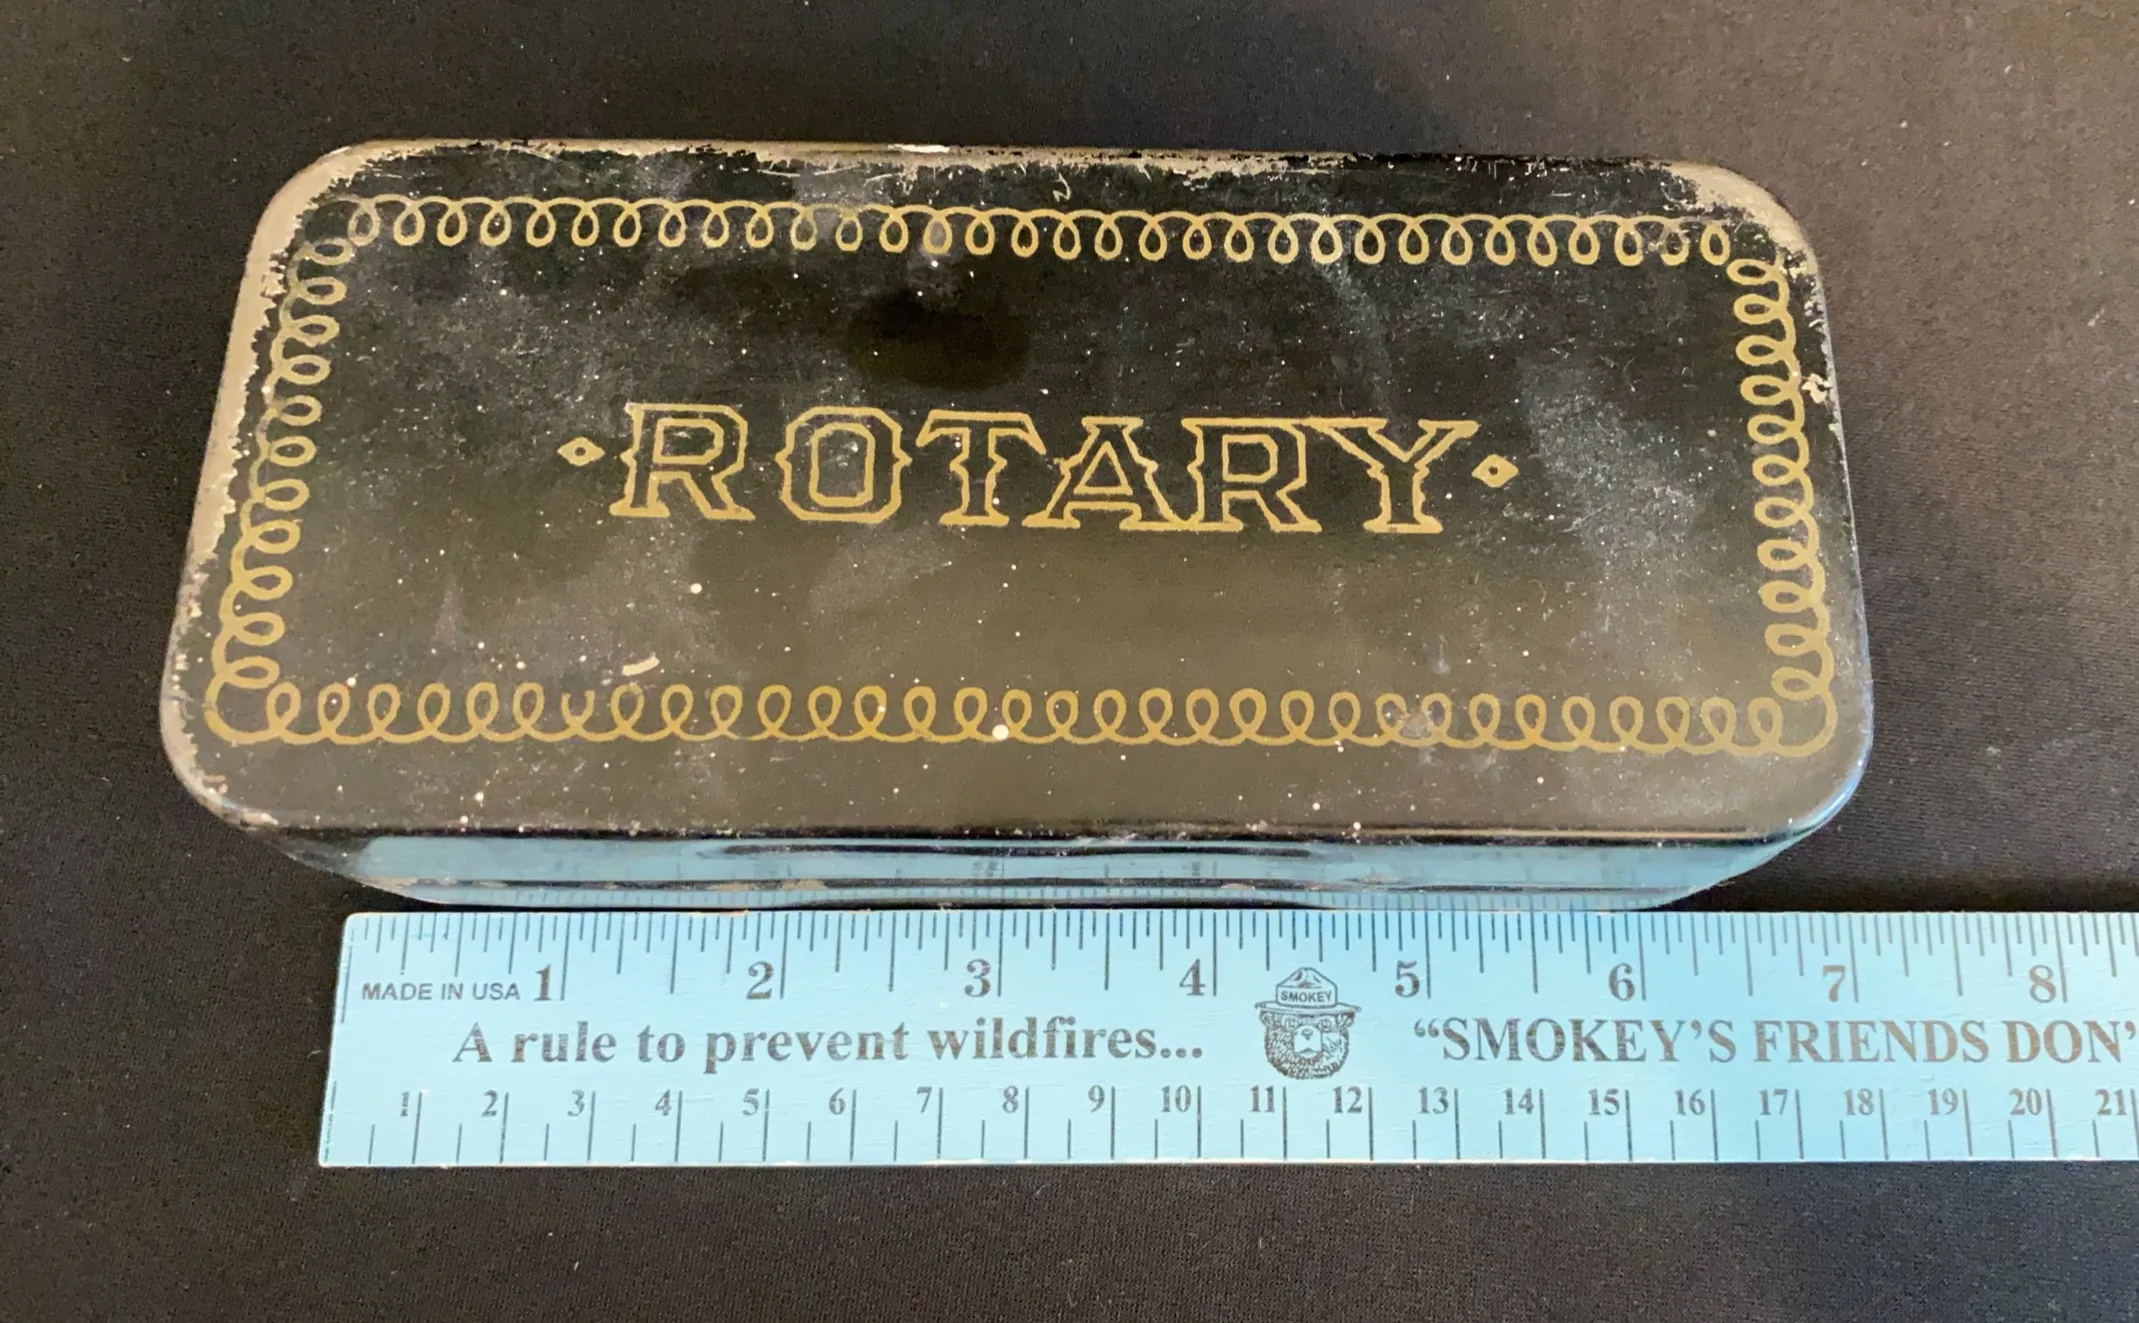 ROTARY
1 2 3 4 5 6 7 8
MADE IN USA
SMOKEY
A rule to prevent wildfires... "SMOKEY'S FRIENDS DON'
1 2 3 4 5 6 7 8 9 10 11 12 13 14 15 16 17 18 19 20 21